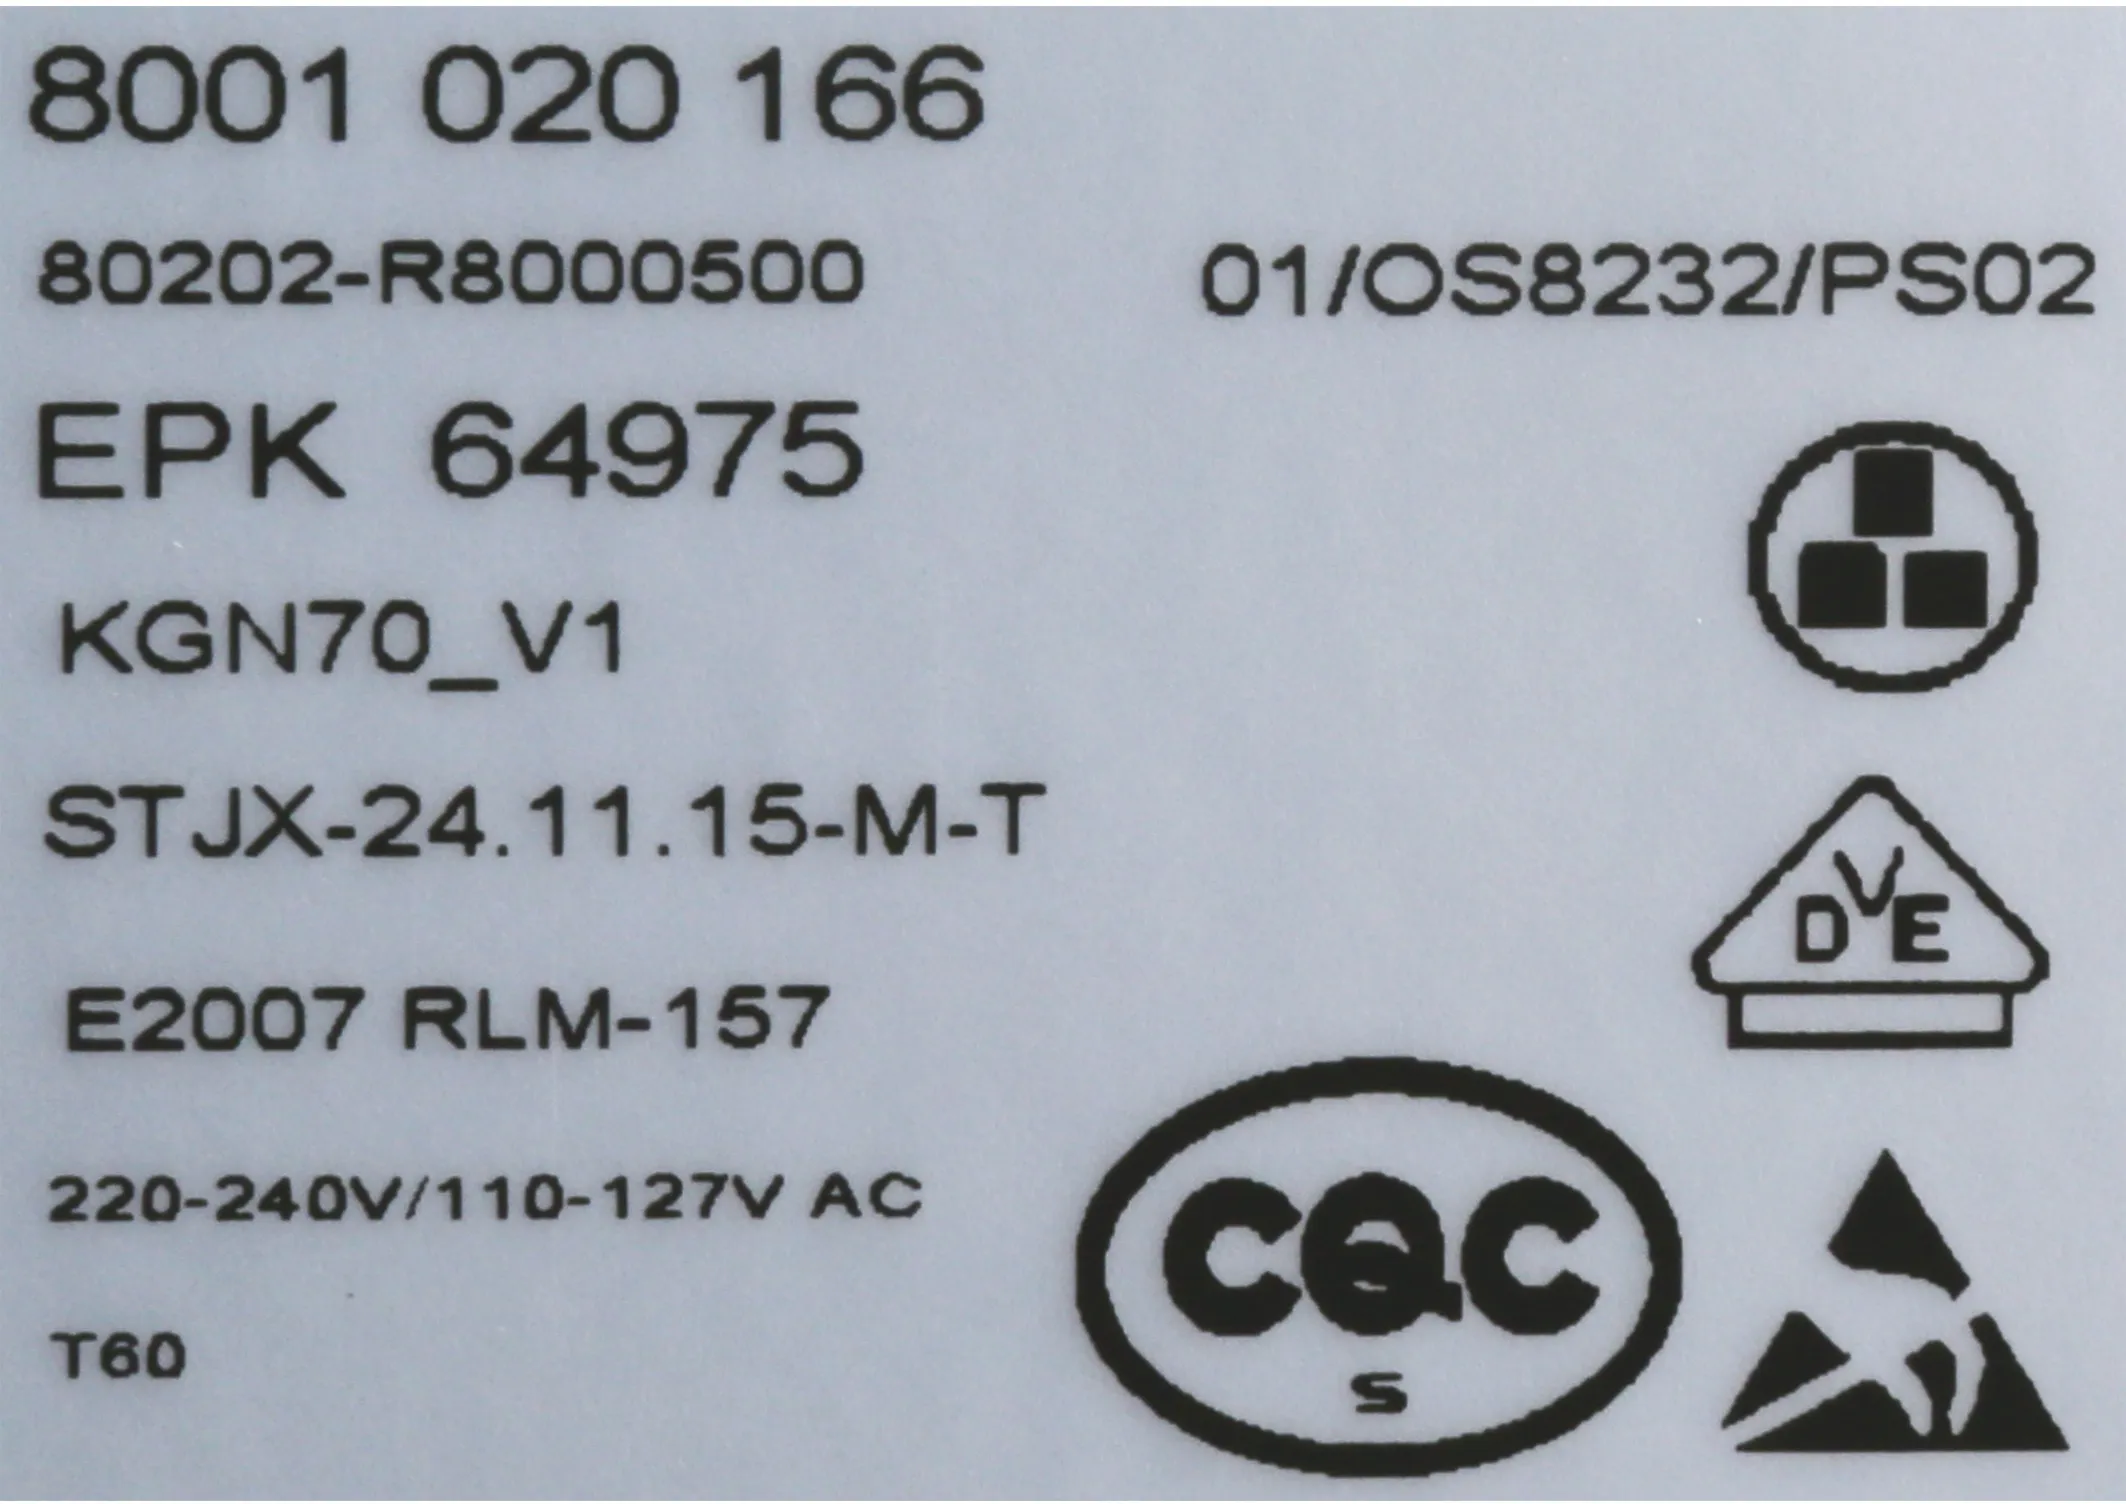 8001 020 166
80202-R8000500 01/OS8232/PS02
EPK 64975
KGN70_V1
STJX-24.11.15-M-T
DVE
E2007 RLM-157
220-240V/110-127V AC
CQC
S
T60